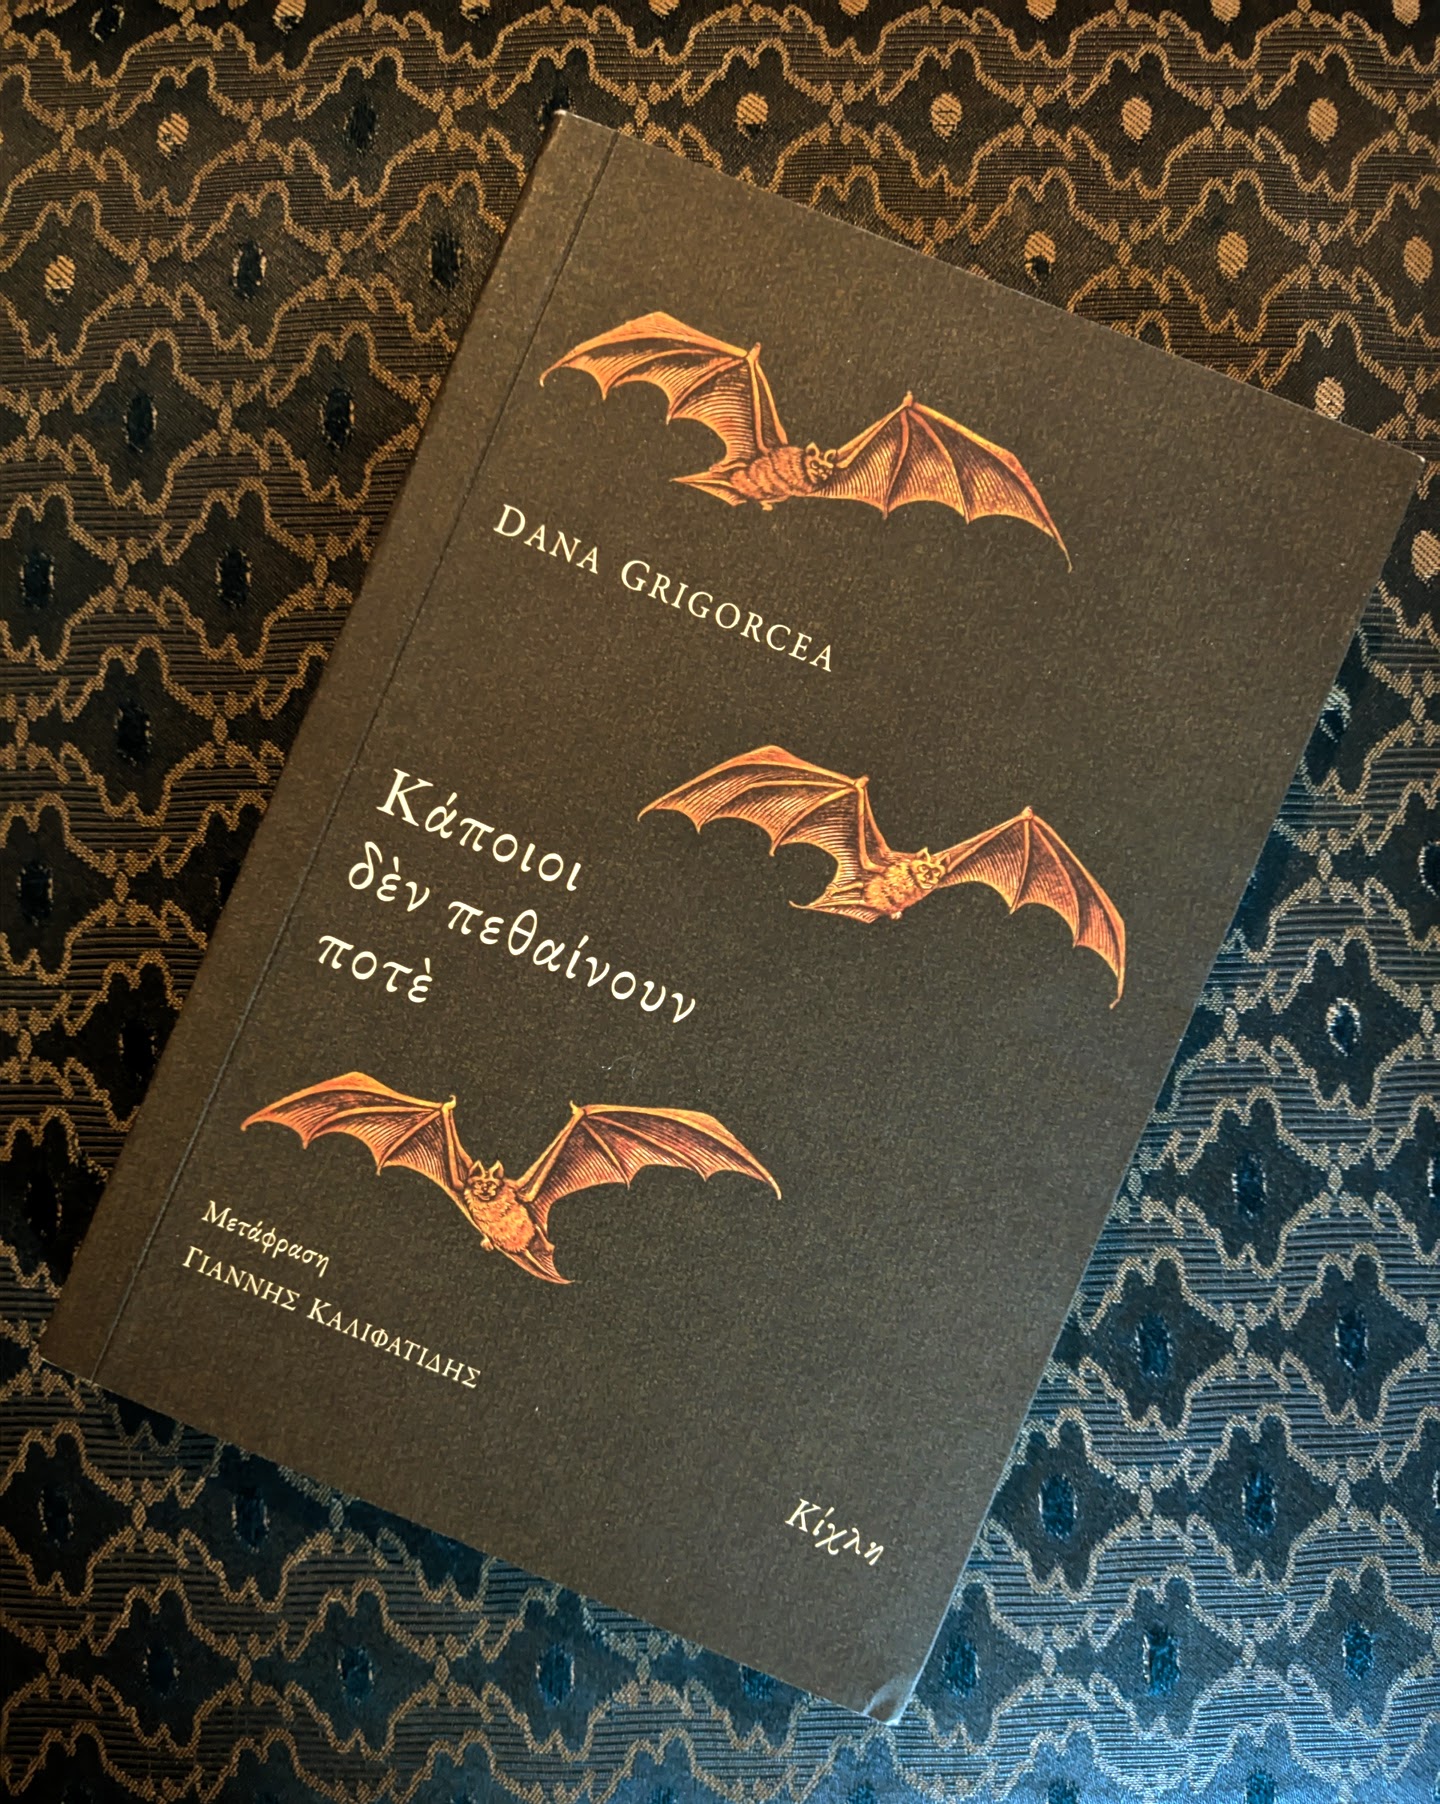 DANA GRIGORCEA
Κάποιοι
δὲν πεθαίνουν
ποτὲ
Μετάφραση
ΓΙΑΝΝΗΣ ΚΑΛΙΦΑΤΙΔΗΣ
Κίχλη